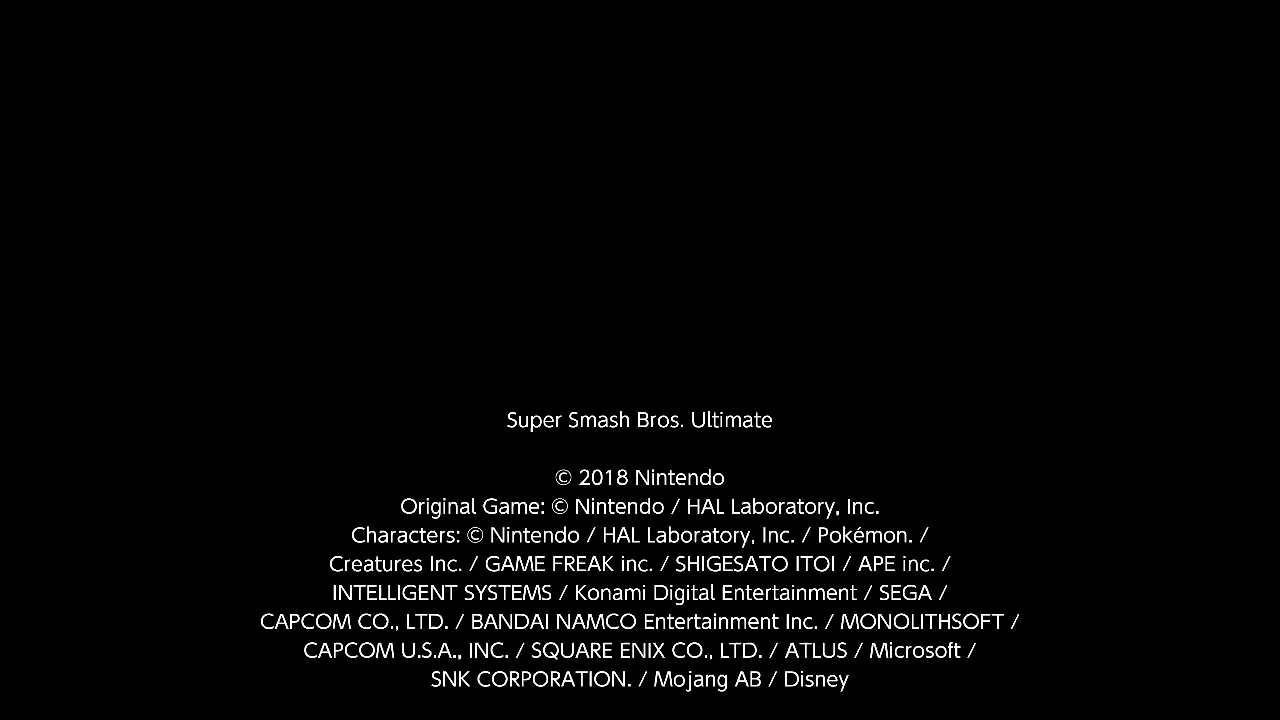 Super Smash Bros. Ultimate
© 2018 Nintendo
Original Game: © Nintendo / HAL Laboratory, Inc.
Characters: © Nintendo / HAL Laboratory, Inc. / Pokémon. /
Creatures Inc. / GAME FREAK inc. / SHIGESATO ITOI / APE inc. /
INTELLIGENT SYSTEMS / Konami Digital Entertainment / SEGA /
CAPCOM CO., LTD. / BANDAI NAMCO Entertainment Inc. / MONOLITHSOFT /
CAPCOM U.S.A., INC. / SQUARE ENIX CO., LTD. / ATLUS / Microsoft /
SNK CORPORATION. / Mojang AB / Disney